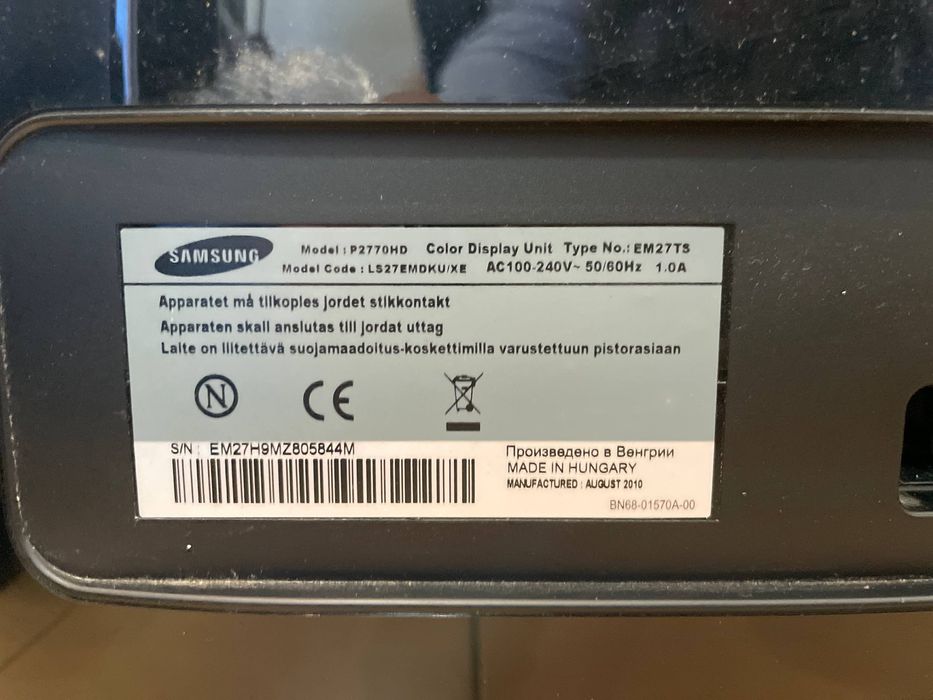 SAMSUNG
Model : P2770HD Color Display Unit Type No.: EM27TS
Model Code : LS27EMDKU/XE AC100-240V~ 50/60Hz 1.0A
Apparatet må tilkoples jordet stikkontakt
Apparaten skall anslutas till jordat uttag
Laite on liitettävä suojamaadoitus-koskettimilla varustettuun pistorasiaan
N
CE
S/N : EM27H9MZ805844M
Произведено в Венгрии
MADE IN HUNGARY
MANUFACTURED : AUGUST 2010
BN68-01570A-00